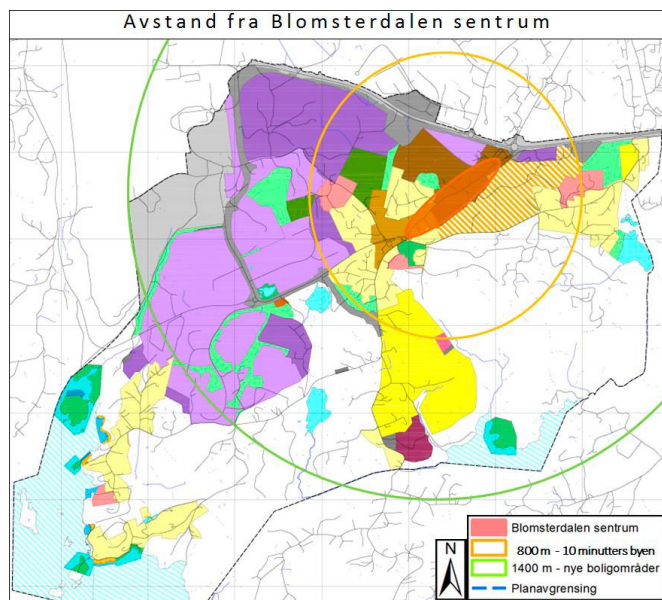 Avstand fra Blomsterdalen sentrum
N
Blomsterdalen sentrum
800 m - 10 minutters byen
1400 m - nye boligområder
Planavgrensing